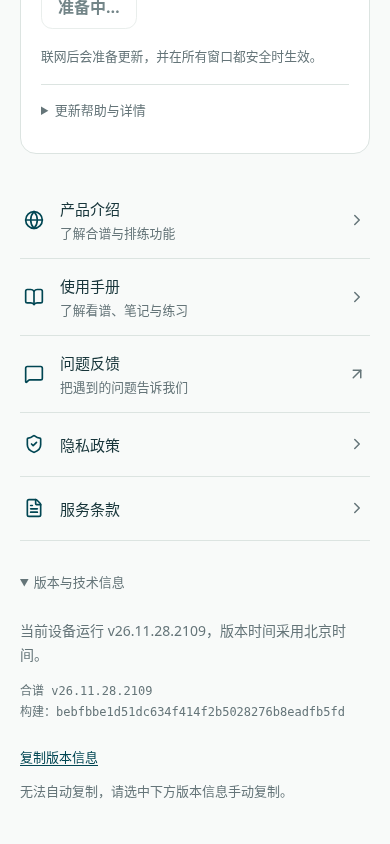 准备中...
联网后会准备更新，并在所有窗口都安全时生效。
更新帮助与详情
产品介绍
了解合谱与排练功能
使用手册
了解看谱、笔记与练习
问题反馈
把遇到的问题告诉我们
隐私政策
服务条款
版本与技术信息
当前设备运行 v26.11.28.2109，版本时间采用北京时
间。
合谱 v26.11.28.2109
构建：bebfbbe1d51dc634f414f2b5028276b8eadfb5fd
复制版本信息
无法自动复制，请选中下方版本信息手动复制。